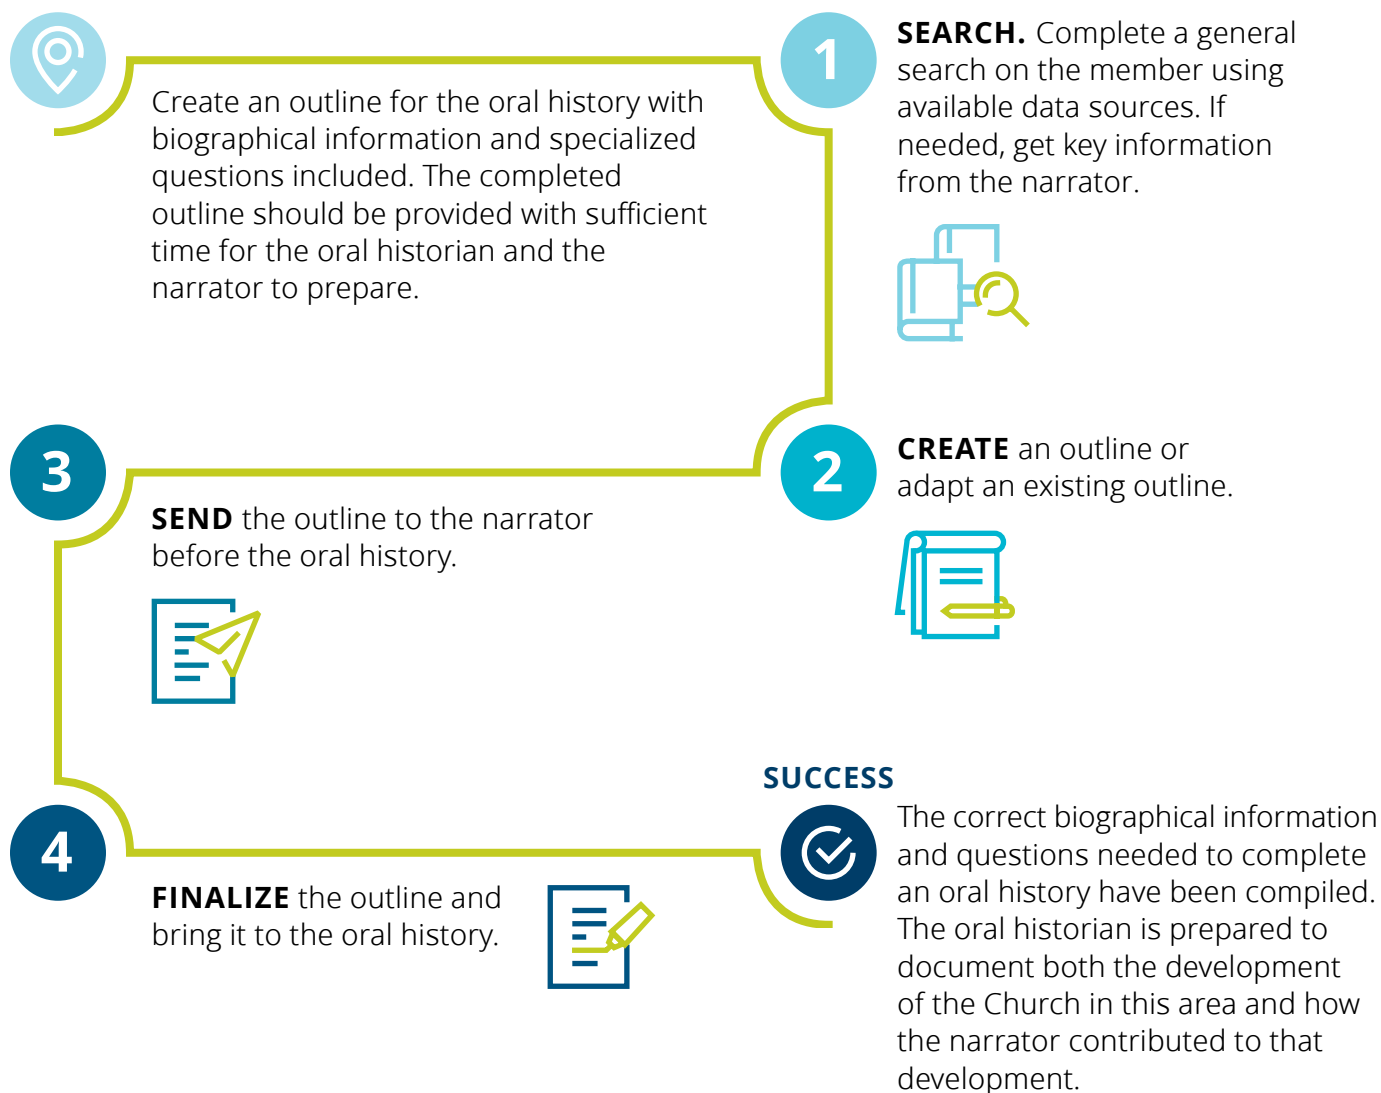 Create an outline for the oral history with
biographical information and specialized
questions included. The completed
outline should be provided with sufficient
time for the oral historian and the
narrator to prepare.
1
SEARCH. Complete a general
search on the member using
available data sources. If
needed, get key information
from the narrator.
2
CREATE an outline or
adapt an existing outline.
3
SEND the outline to the narrator
before the oral history.
4
FINALIZE the outline and
bring it to the oral history.
SUCCESS
The correct biographical information
and questions needed to complete
an oral history have been compiled.
The oral historian is prepared to
document both the development
of the Church in this area and how
the narrator contributed to that
development.